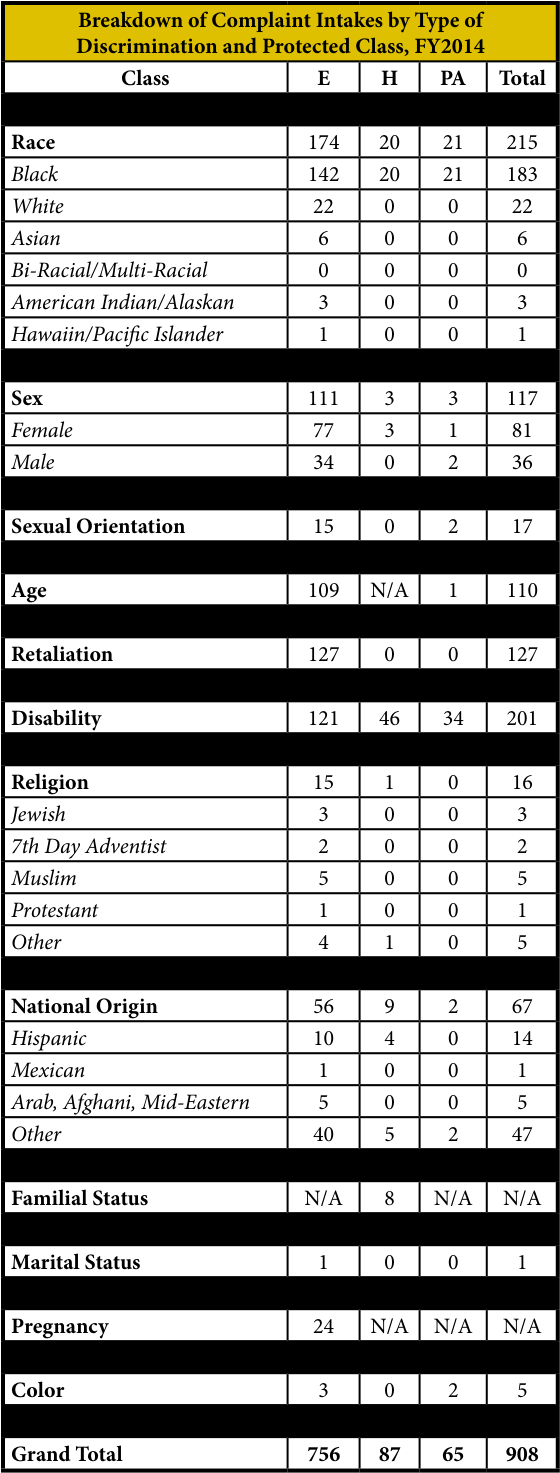 Breakdown of Complaint Intakes by Type of
Discrimination and Protected Class, FY2014
Class E H PA Total
Race 174 20 21 215
Black 142 20 21 183
White 22 0 0 22
Asian 6 0 0 6
Bi-Racial/Multi-Racial 0 0 0 0
American Indian/Alaskan 3 0 0 3
Hawaiin/Pacific Islander 1 0 0 1
Sex 111 3 3 117
Female 77 3 1 81
Male 34 0 2 36
Sexual Orientation 15 0 2 17
Age 109 N/A 1 110
Retaliation 127 0 0 127
Disability 121 46 34 201
Religion 15 1 0 16
Jewish 3 0 0 3
7th Day Adventist 2 0 0 2
Muslim 5 0 0 5
Protestant 1 0 0 1
Other 4 1 0 5
National Origin 56 9 2 67
Hispanic 10 4 0 14
Mexican 1 0 0 1
Arab, Afghani, Mid-Eastern 5 0 0 5
Other 40 5 2 47
Familial Status N/A 8 N/A N/A
Marital Status 1 0 0 1
Pregnancy 24 N/A N/A N/A
Color 3 0 2 5
Grand Total 756 87 65 908